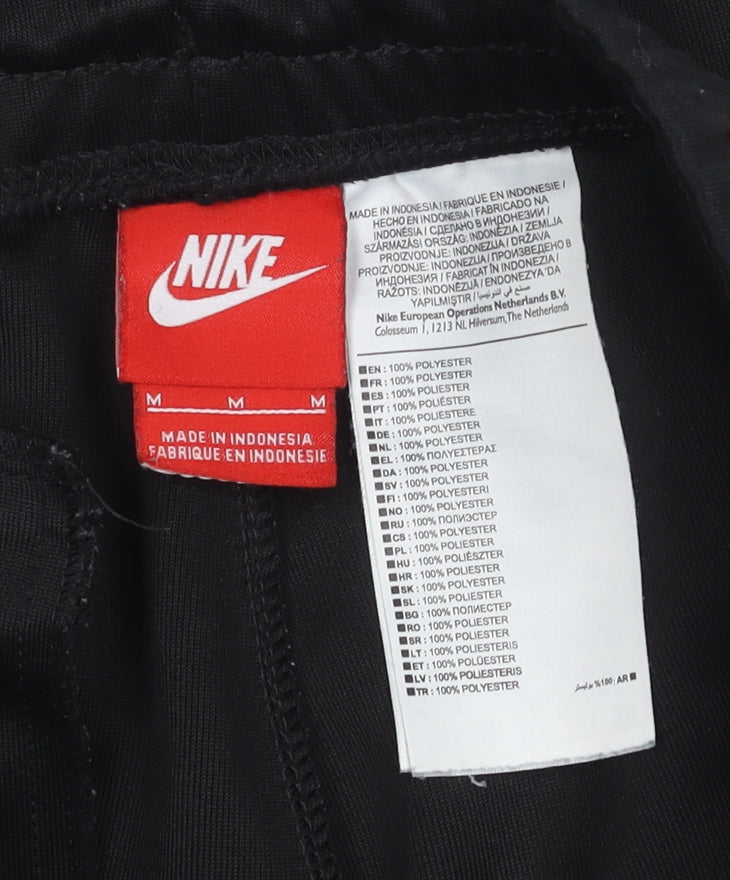 NIKE
M M M
MADE IN INDONESIA
FABRIQUE EN INDONESIE
MADE IN INDONESIA / FABRIQUE EN INDONESIE /
HECHO EN INDONESIA / FABRICADO NA
INDONÉSIA / СДЕЛАНО В ИНДОНЕЗИИ /
SZÁRMAZÁSI ORSZÁG: INDONÉZIA / ZEMLJA
PROIZVODNJE: INDONEZIJA / DRŽAVA
PROIZVODNJE: INDONEZIJA / ПРОИЗВЕДЕНО В
ИНДОНЕЗИЯ / FABRICAT ÎN INDONEZIA /
RAŽOTS: INDONĒZIJĀ / ENDONEZYA'DA
YAPILMIŞTIR / صنع في اندونيسيا
Nike European Operations Netherlands B.V.
Colosseum 1, 1213 NL Hilversum, The Netherlands
EN : 100% POLYESTER
FR : 100% POLYESTER
ES : 100% POLIESTER
PT : 100% POLIÉSTER
IT : 100% POLIESTERE
DE : 100% POLYESTER
NL : 100% POLYESTER
EL : 100% ΠΟΛΥΕΣΤΕΡΑΣ
DA : 100% POLYESTER
SV : 100% POLYESTER
FI : 100% POLYESTERI
NO : 100% POLYESTER
RU : 100% ПОЛИЭСТЕР
CS : 100% POLYESTER
PL : 100% POLIESTER
HU : 100% POLIÉSZTER
HR : 100% POLIESTER
SK : 100% POLYESTER
SL : 100% POLIESTER
BG : 100% ПОЛИЕСТЕР
RO : 100% POLIESTER
SR : 100% POLIESTER
LT : 100% POLIESTERIS
ET : 100% POLÜESTER
LV : 100% POLIESTERIS
TR : 100% POLYESTER
AR : %100 بوليستر